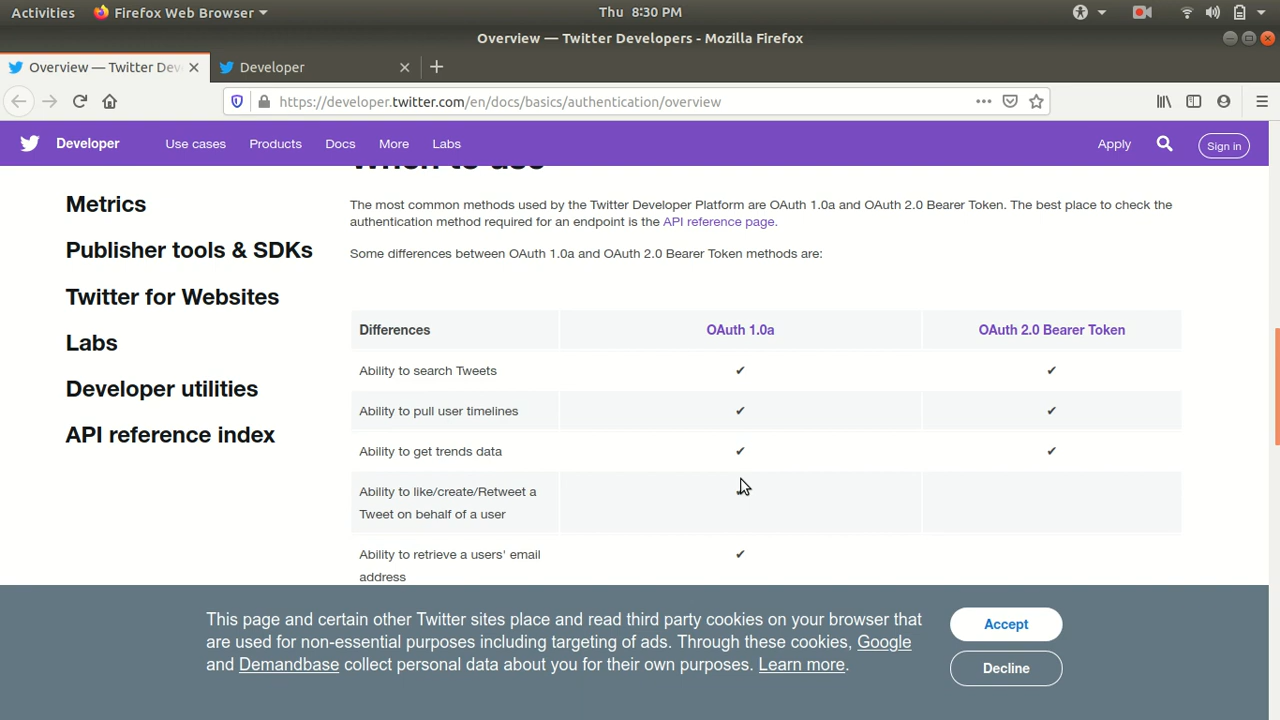 Activities Firefox Web Browser Thu 8:30 PM
Overview — Twitter Developers - Mozilla Firefox
Overview — Twitter Dev Developer
https://developer.twitter.com/en/docs/basics/authentication/overview
Developer Use cases Products Docs More Labs Apply Sign in
When to use
Metrics
Publisher tools & SDKs
Twitter for Websites
Labs
Developer utilities
API reference index
The most common methods used by the Twitter Developer Platform are OAuth 1.0a and OAuth 2.0 Bearer Token. The best place to check the
authentication method required for an endpoint is the API reference page.
Some differences between OAuth 1.0a and OAuth 2.0 Bearer Token methods are:
Differences OAuth 1.0a OAuth 2.0 Bearer Token
Ability to search Tweets ✔ ✔
Ability to pull user timelines ✔ ✔
Ability to get trends data ✔ ✔
Ability to like/create/Retweet a
Tweet on behalf of a user
Ability to retrieve a users' email ✔
address
This page and certain other Twitter sites place and read third party cookies on your browser that
are used for non-essential purposes including targeting of ads. Through these cookies, Google
and Demandbase collect personal data about you for their own purposes. Learn more.
Accept
Decline